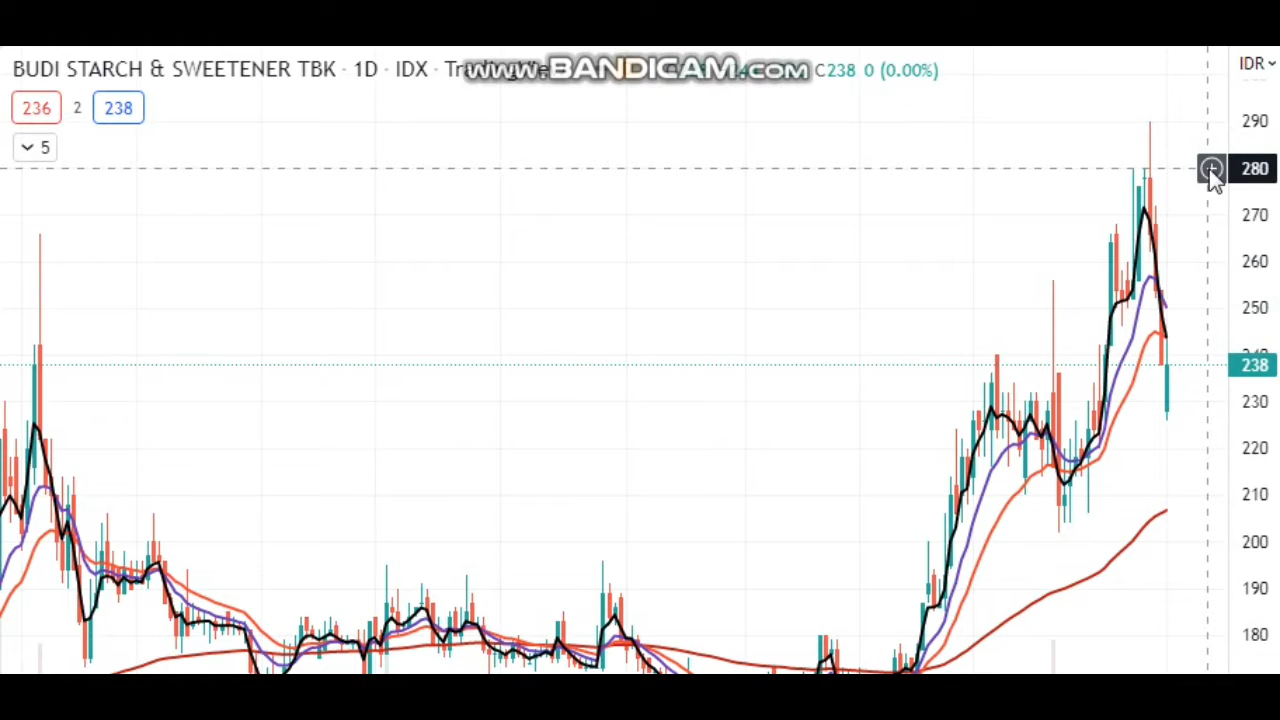 BUDI STARCH & SWEETENER TBK · 1D · IDX ·
www.BANDICAM.com
C238 0 (0.00%)
IDR
236 2 238
5
290
280
270
260
250
238
230
220
210
200
190
180